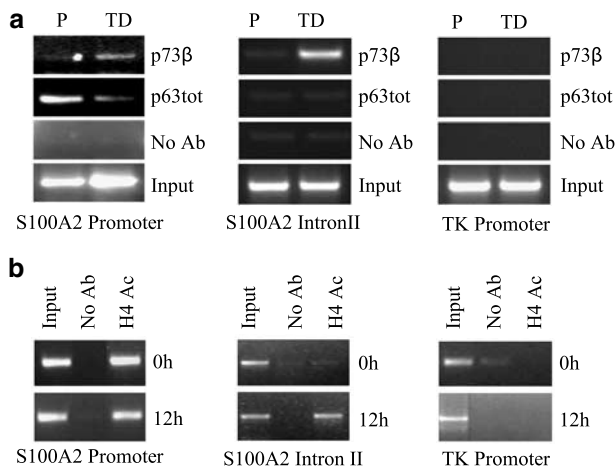 a
P TD
p73β
p63tot
No Ab
Input
S100A2 Promoter
P TD
p73β
p63tot
No Ab
Input
S100A2 IntronII
P TD
p73β
p63tot
No Ab
Input
TK Promoter
b
Input No Ab H4 Ac
0h
12h
S100A2 Promoter
Input No Ab H4 Ac
0h
12h
S100A2 Intron II
Input No Ab H4 Ac
0h
12h
TK Promoter